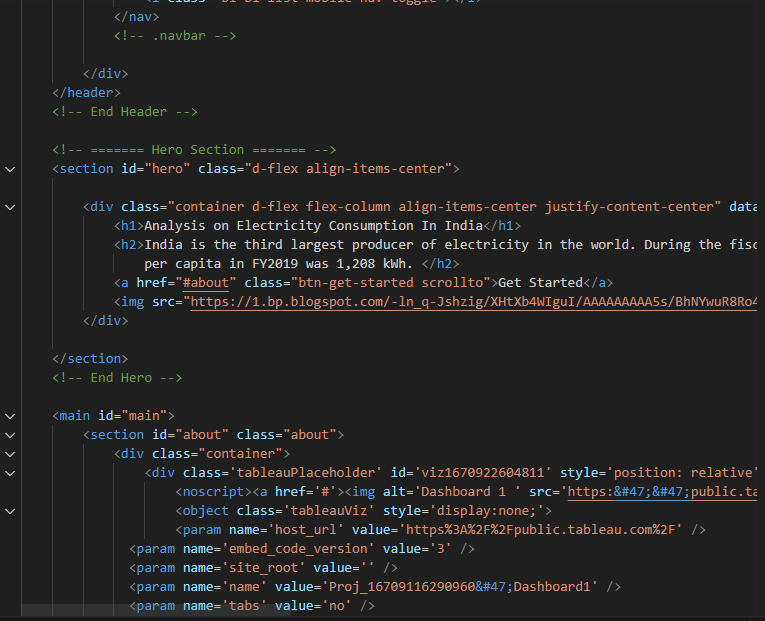 </nav>
<!-- .navbar -->
</div>
</header>
<!-- End Header -->
<!-- ======= Hero Section ======= -->
<section id="hero" class="d-flex align-items-center">
<div class="container d-flex flex-column align-items-center justify-content-center" data
<h1>Analysis on Electricity Consumption In India</h1>
<h2>India is the third largest producer of electricity in the world. During the fisc
per capita in FY2019 was 1,208 kWh. </h2>
<a href="#about" class="btn-get-started scrollto">Get Started</a>
<img src="https://1.bp.blogspot.com/-ln_q-Jshzig/XHtXb4WIguI/AAAAAAAAA5s/BhNYwuR8Ro4
</div>
</section>
<!-- End Hero -->
<main id="main">
<section id="about" class="about">
<div class="container">
<div class='tableauPlaceholder' id='viz1670922604811' style='position: relative'
<noscript><a href='#'><img alt='Dashboard 1 ' src='https:&#47;&#47;public.ta
<object class='tableauViz' style='display:none;'>
<param name='host_url' value='https%3A%2F%2Fpublic.tableau.com%2F' />
<param name='embed_code_version' value='3' />
<param name='site_root' value='' />
<param name='name' value='Proj_16709116290960&#47;Dashboard1' />
<param name='tabs' value='no' />